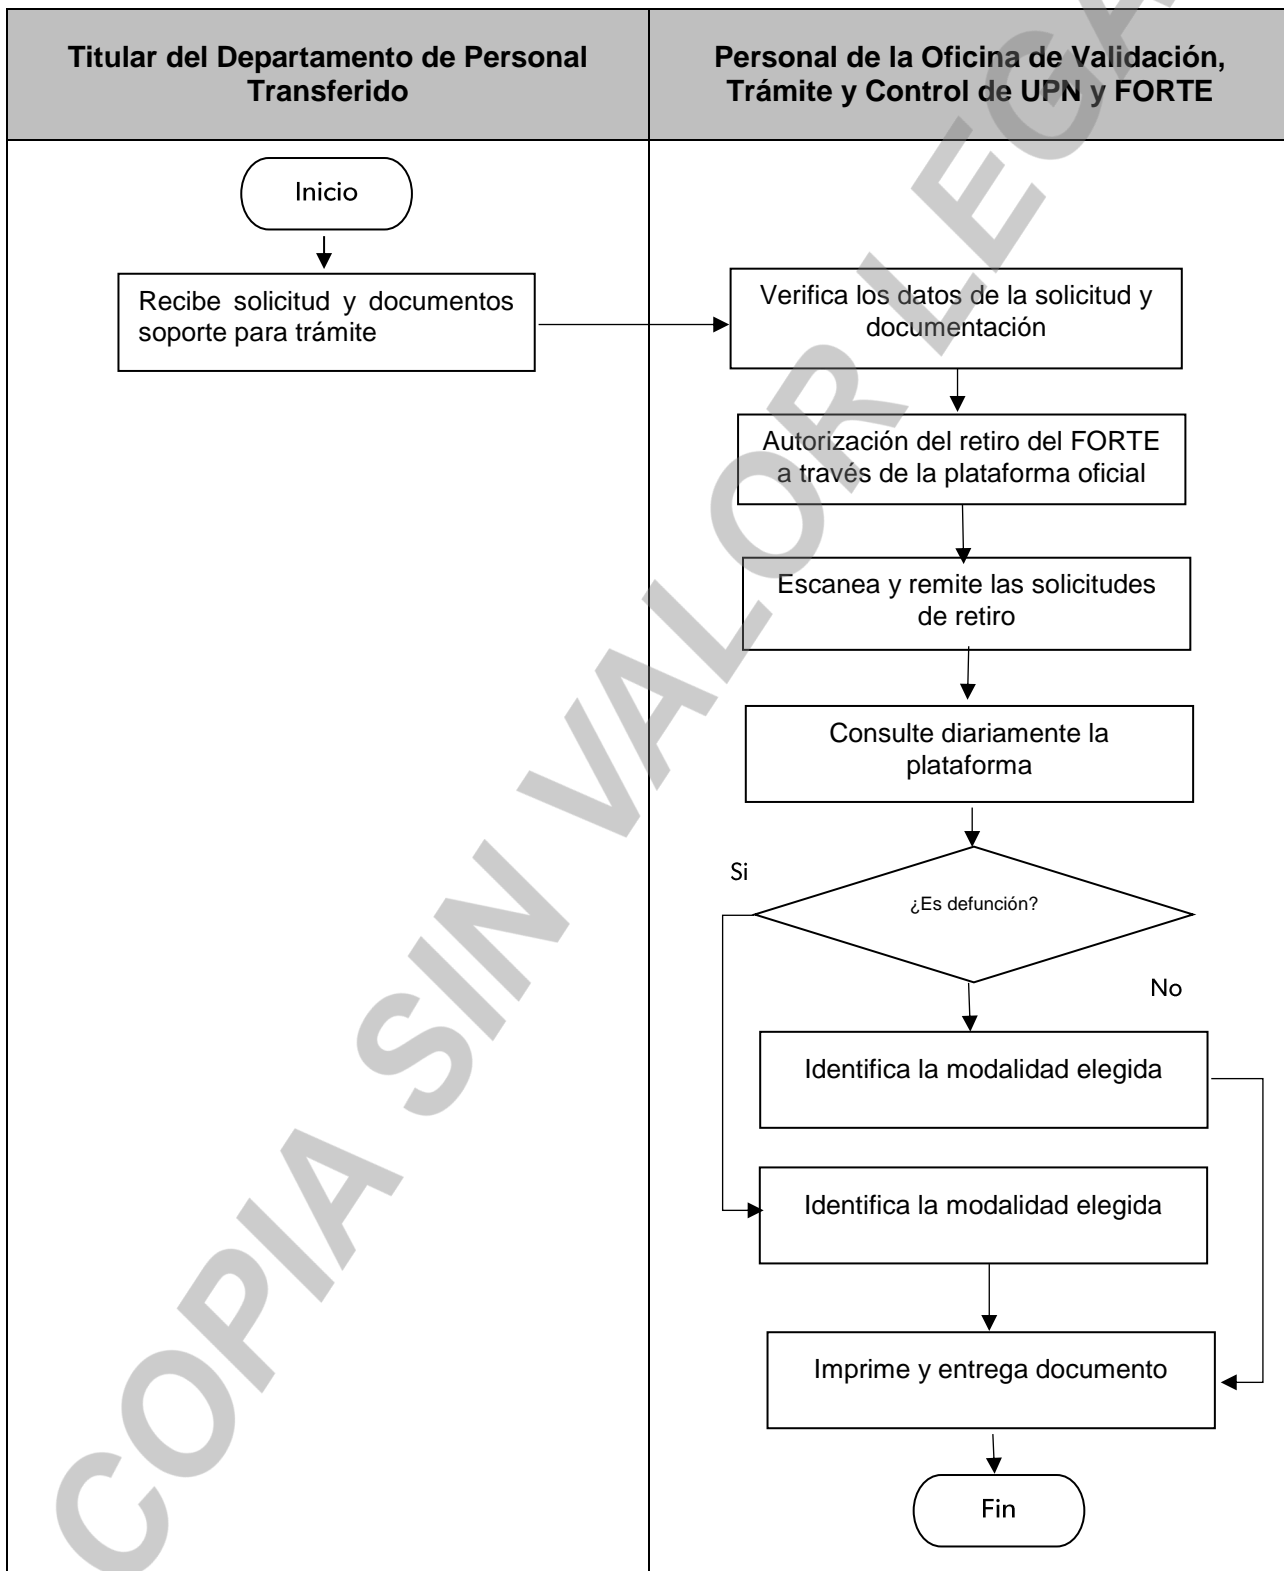 Titular del Departamento de Personal
Transferido
Personal de la Oficina de Validación,
Trámite y Control de UPN y FORTE
Inicio
Recibe solicitud y documentos
soporte para trámite
Verifica los datos de la solicitud y
documentación
Autorización del retiro del FORTE
a través de la plataforma oficial
Escanea y remite las solicitudes
de retiro
Consulte diariamente la
plataforma
Si
¿Es defunción?
No
Identifica la modalidad elegida
Identifica la modalidad elegida
Imprime y entrega documento
Fin
COPIA SIN VALOR LEGA